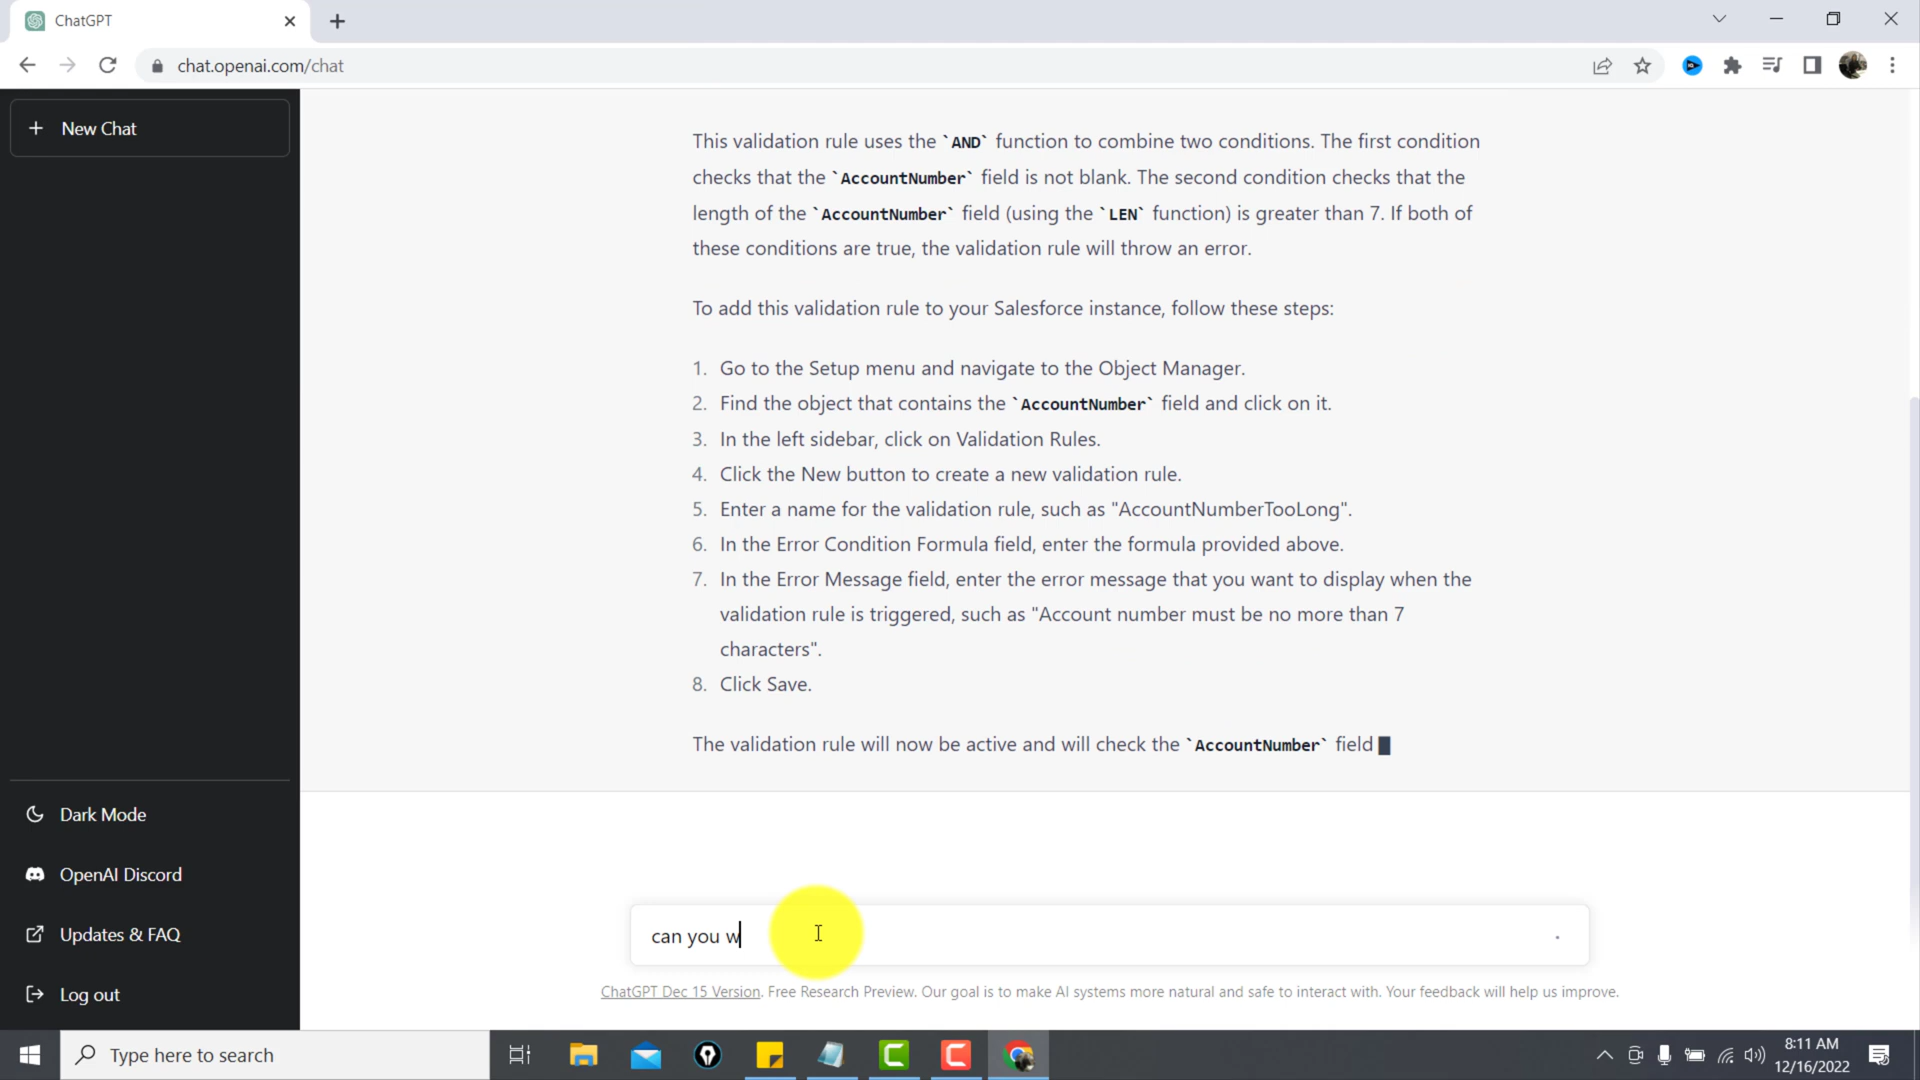 ChatGPT
chat.openai.com/chat
New Chat
This validation rule uses the `AND` function to combine two conditions. The first condition
checks that the `AccountNumber` field is not blank. The second condition checks that the
length of the `AccountNumber` field (using the `LEN` function) is greater than 7. If both of
these conditions are true, the validation rule will throw an error.
To add this validation rule to your Salesforce instance, follow these steps:
1. Go to the Setup menu and navigate to the Object Manager.
2. Find the object that contains the `AccountNumber` field and click on it.
3. In the left sidebar, click on Validation Rules.
4. Click the New button to create a new validation rule.
5. Enter a name for the validation rule, such as "AccountNumberTooLong".
6. In the Error Condition Formula field, enter the formula provided above.
7. In the Error Message field, enter the error message that you want to display when the
validation rule is triggered, such as "Account number must be no more than 7
characters".
8. Click Save.
The validation rule will now be active and will check the `AccountNumber` field
Dark Mode
OpenAI Discord
Updates & FAQ
Log out
can you w
ChatGPT Dec 15 Version. Free Research Preview. Our goal is to make AI systems more natural and safe to interact with. Your feedback will help us improve.
Type here to search
8:11 AM
12/16/2022